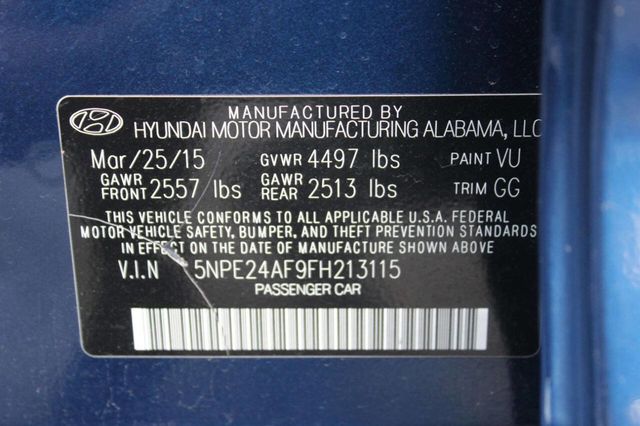 MANUFACTURED BY
HYUNDAI MOTOR MANUFACTURING ALABAMA, LLC
Mar/25/15 GVWR 4497 lbs PAINT VU
GAWR FRONT 2557 lbs GAWR REAR 2513 lbs TRIM GG
THIS VEHICLE CONFORMS TO ALL APPLICABLE U.S.A. FEDERAL
MOTOR VEHICLE SAFETY, BUMPER, AND THEFT PREVENTION STANDARDS
IN EFFECT ON THE DATE OF MANUFACTURE SHOWN ABOVE
V.I.N 5NPE24AF9FH213115
PASSENGER CAR